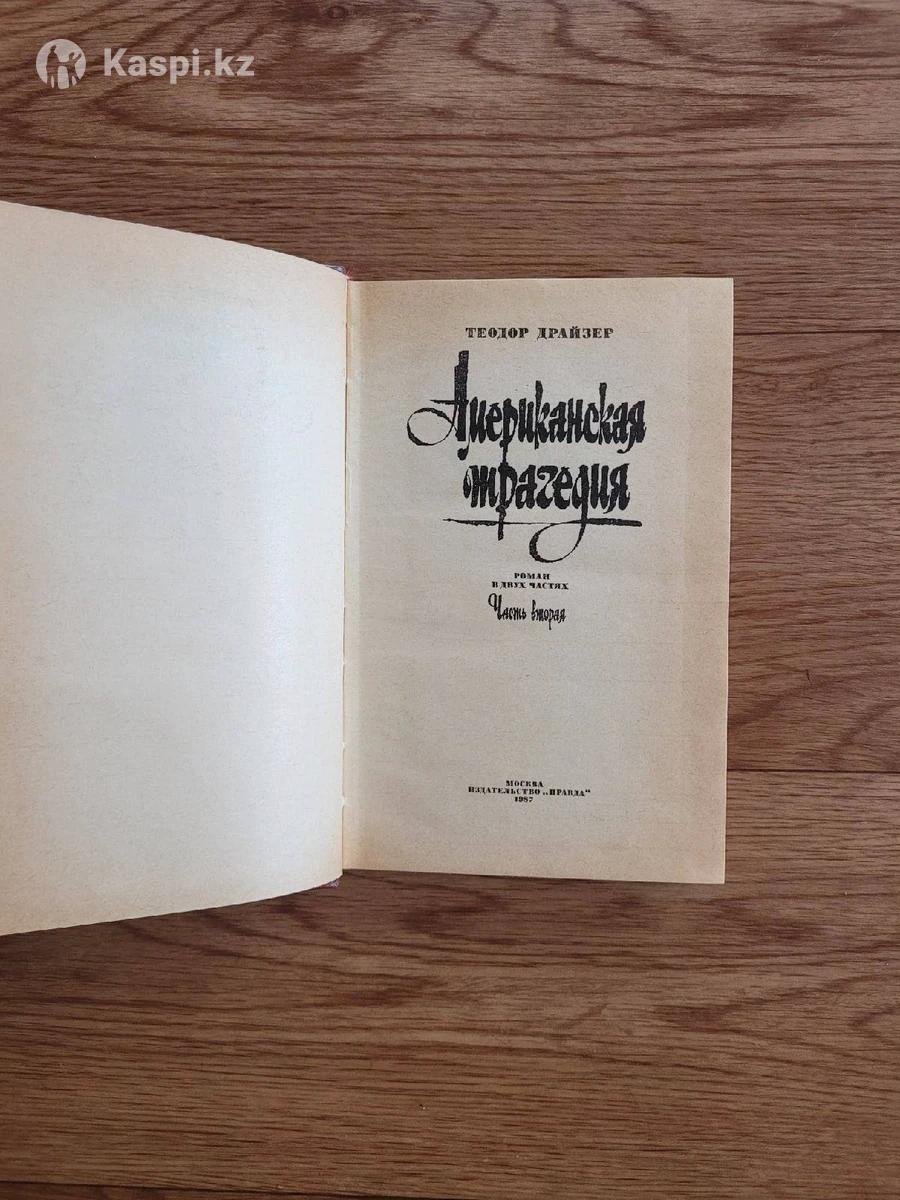 Kaspi.kz
ТЕОДОР ДРАЙЗЕР
Американская
трагедия
РОМАН
В ДВУХ ЧАСТЯХ
Часть вторая
МОСКВА
ИЗДАТЕЛЬСТВО „ПРАВДА“
1987